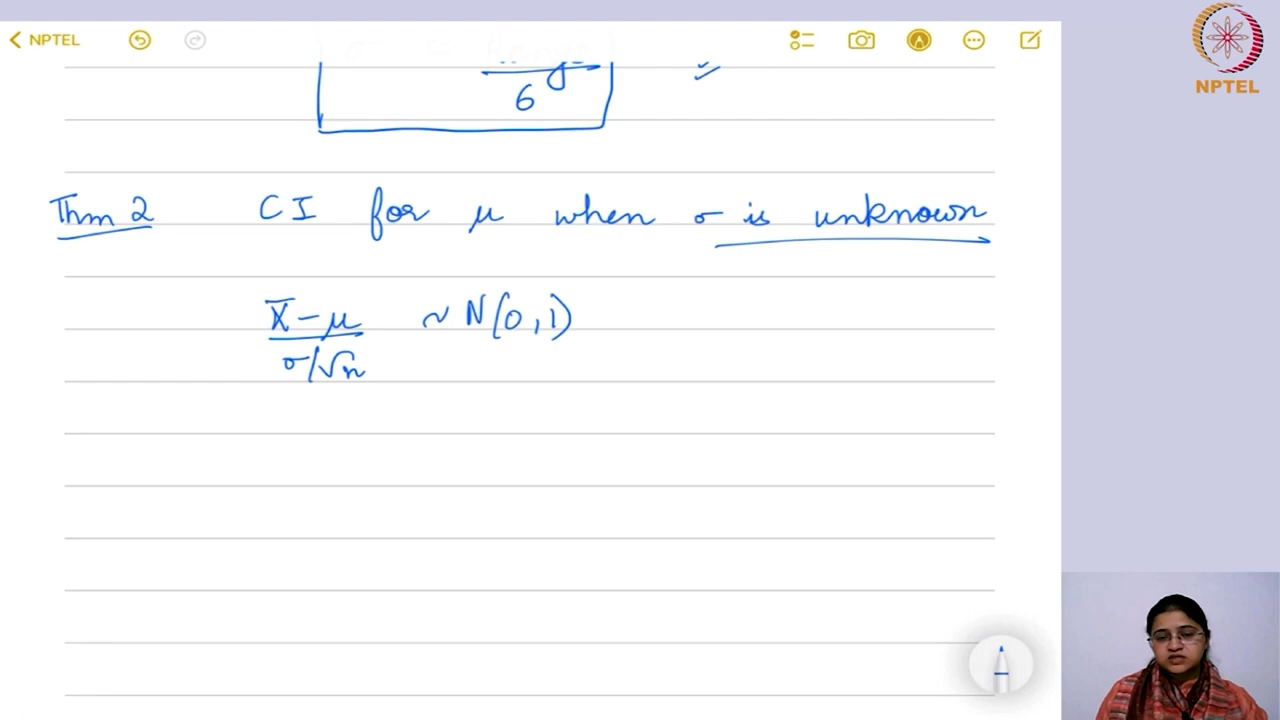 NPTEL
NPTEL
6
Thm 2 CI for μ when σ is unknown
X̄ - μ ~ N(0,1)
σ/√n